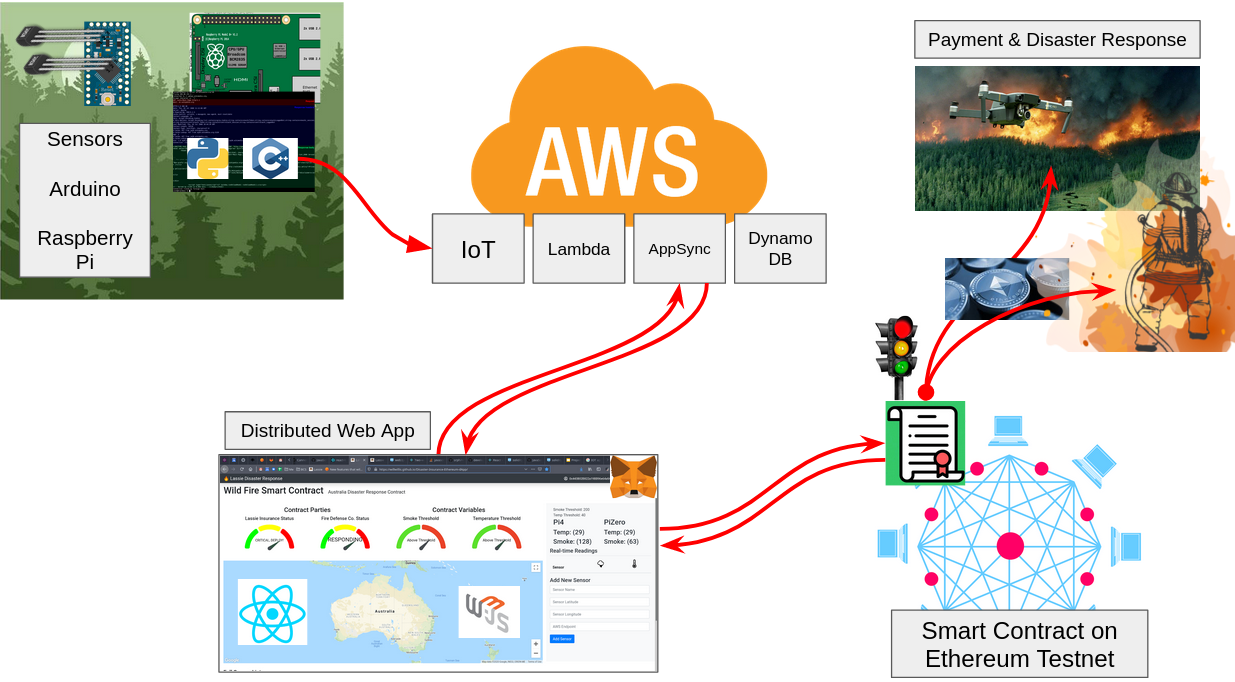 Sensors
Arduino
Raspberry
Pi
AWS
IoT
Lambda
AppSync
Dynamo
DB
Payment & Disaster Response
Distributed Web App
Lassie Disaster Response
Wild Fire Smart Contract
Australia Disaster Response Contract
Contract Parties
Contract Variables
Lassie Insurance Status
Fire Defense Co. Status
Smoke Threshold
Temperature Threshold
RESPONDING
Above Threshold
Above Threshold
Smoke Threshold: 200
Temp Threshold: 40
Pi4
PiZero
Temp: (29)
Temp: (29)
Smoke: (128)
Smoke: (63)
Real-time Readings
Sensor
Add New Sensor
Sensor Name
Sensor Latitude
Sensor Longitude
AWS Endpoint
Add Sensor
Australia
Smart Contract on
Ethereum Testnet